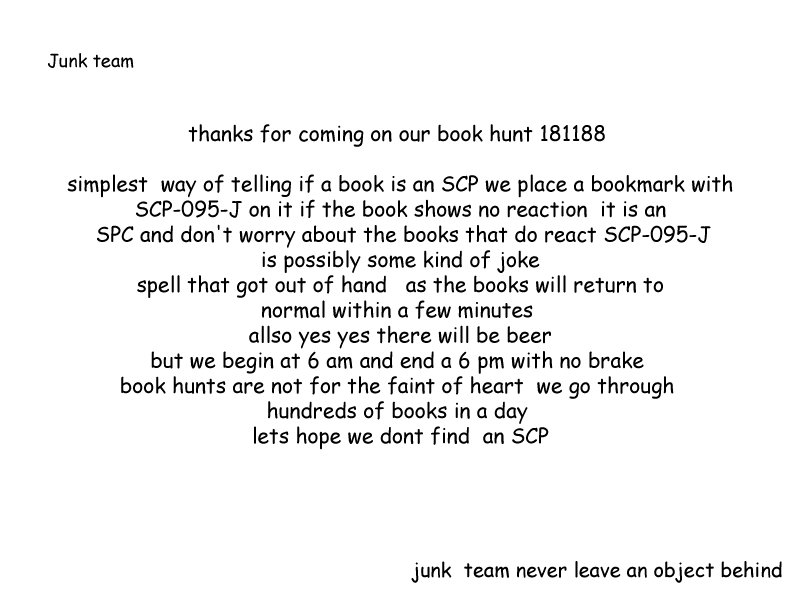 Junk team
thanks for coming on our book hunt 181188
simplest  way of telling if a book is an SCP we place a bookmark with
SCP-095-J on it if the book shows no reaction  it is an
SPC and don't worry about the books that do react SCP-095-J
is possibly some kind of joke
spell that got out of hand   as the books will return to
normal within a few minutes
allso yes yes there will be beer
but we begin at 6 am and end a 6 pm with no brake
book hunts are not for the faint of heart  we go through
hundreds of books in a day
lets hope we dont find  an SCP
junk  team never leave an object behind